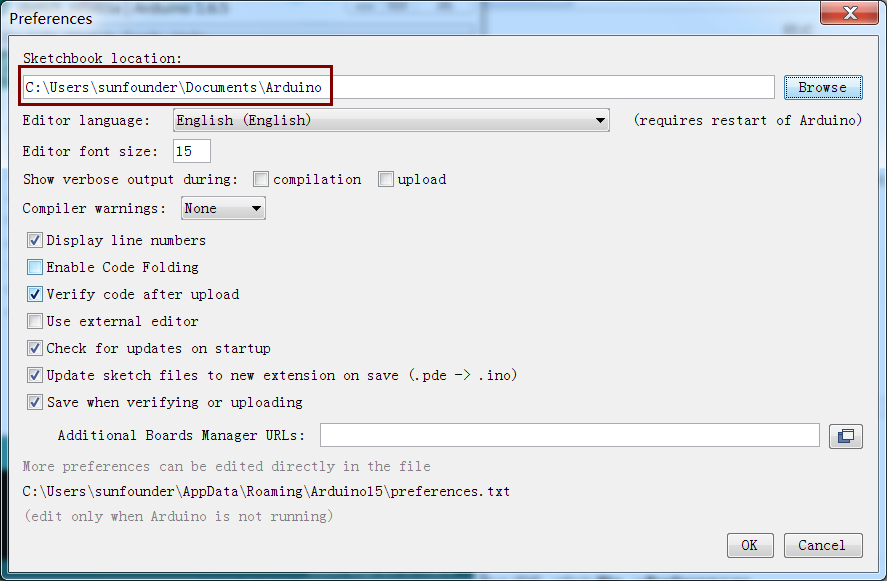 Preferences
Sketchbook location:
C:\Users\sunfounder\Documents\Arduino
Browse
Editor language: English (English) (requires restart of Arduino)
Editor font size: 15
Show verbose output during: compilation upload
Compiler warnings: None
Display line numbers
Enable Code Folding
Verify code after upload
Use external editor
Check for updates on startup
Update sketch files to new extension on save (.pde -> .ino)
Save when verifying or uploading
Additional Boards Manager URLs:
More preferences can be edited directly in the file
C:\Users\sunfounder\AppData\Roaming\Arduino15\preferences.txt
(edit only when Arduino is not running)
OK Cancel